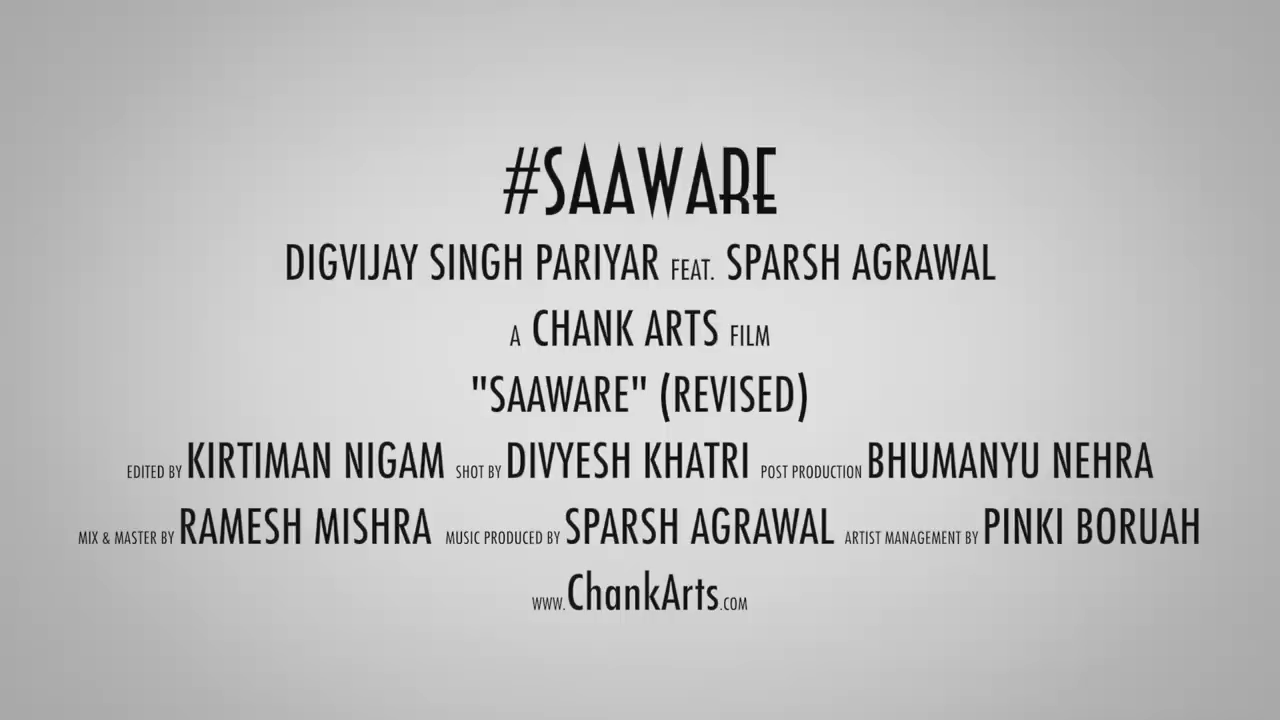 #SAAWARE
DIGVIJAY SINGH PARIYAR FEAT. SPARSH AGRAWAL
A CHANK ARTS FILM
"SAAWARE" (REVISED)
EDITED BY KIRTIMAN NIGAM SHOT BY DIVYESH KHATRI POST PRODUCTION BHUMANYU NEHRA
MIX & MASTER BY RAMESH MISHRA MUSIC PRODUCED BY SPARSH AGRAWAL ARTIST MANAGEMENT BY PINKI BORUAH
WWW.ChankArts.COM